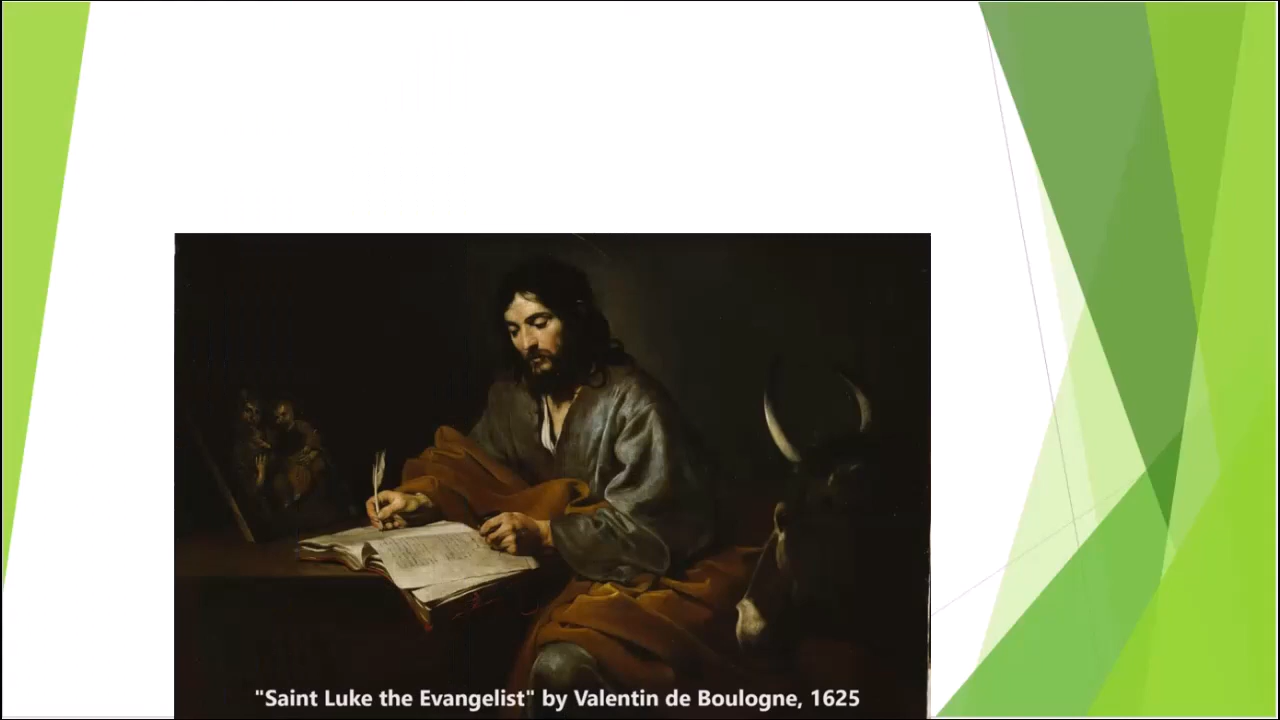 "Saint Luke the Evangelist" by Valentin de Boulogne, 1625